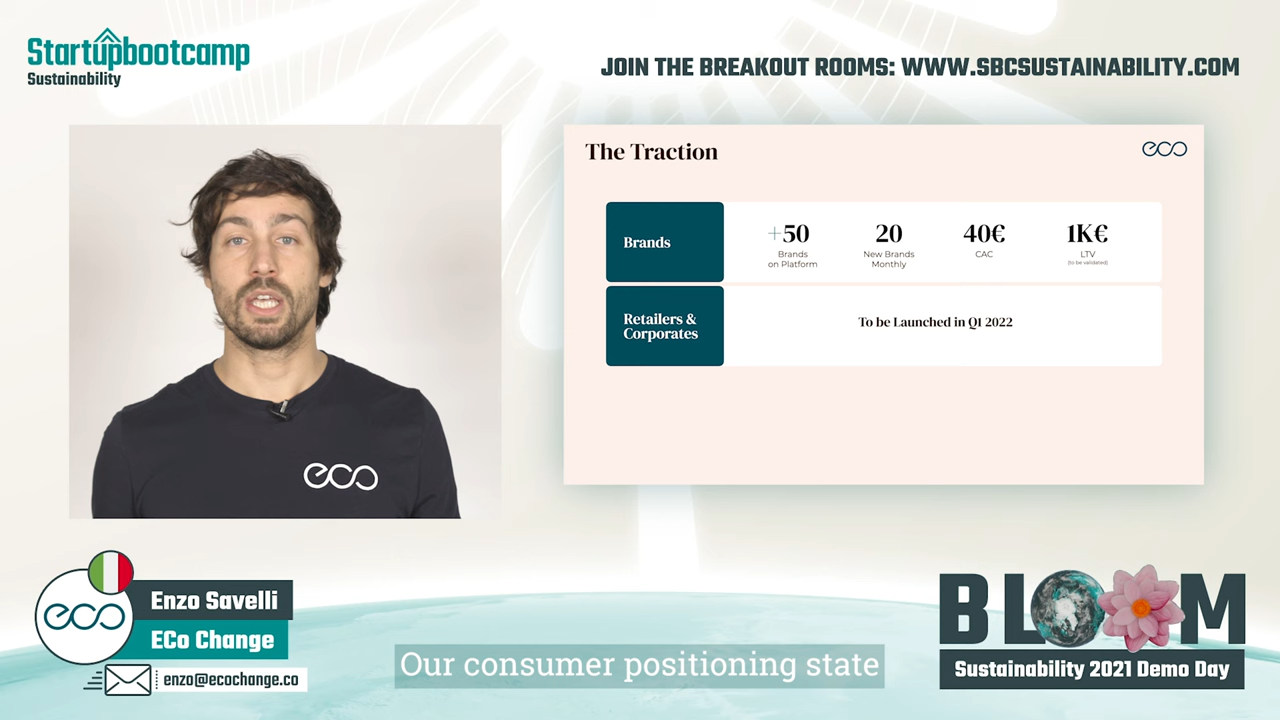 Startupbootcamp
Sustainability
JOIN THE BREAKOUT ROOMS: WWW.SBCSUSTAINABILITY.COM
The Traction
eco
Brands
+50
Brands
on Platform
20
New Brands
Monthly
40€
CAC
1K€
LTV
(to be validated)
Retailers &
Corporates
To be Launched in Q1 2022
eco
eco
Enzo Savelli
ECo Change
enzo@ecochange.co
Our consumer positioning state
BLOOM
Sustainability 2021 Demo Day